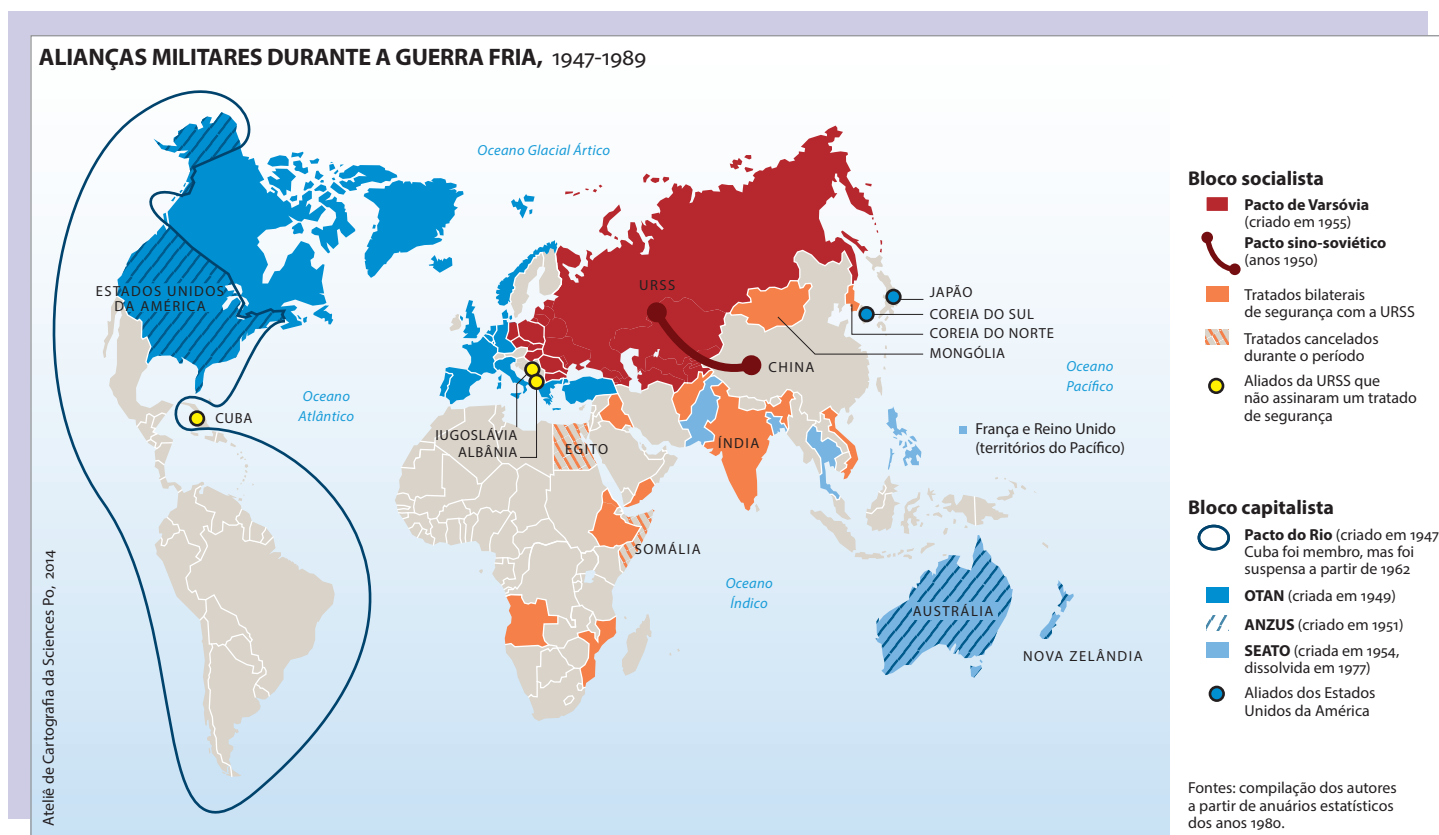 ALIANÇAS MILITARES DURANTE A GUERRA FRIA, 1947-1989
Oceano Glacial Ártico
ESTADOS UNIDOS
DA AMÉRICA
URSS
JAPÃO
COREIA DO SUL
COREIA DO NORTE
MONGÓLIA
CHINA
Oceano
Pacífico
Oceano
Atlântico
CUBA
IUGOSLÁVIA
ALBÂNIA
EGITO
ÍNDIA
França e Reino Unido
(territórios do Pacífico)
SOMÁLIA
Oceano
Índico
AUSTRÁLIA
NOVA ZELÂNDIA
Ateliê de Cartografia da Sciences Po, 2014
Bloco socialista
Pacto de Varsóvia
(criado em 1955)
Pacto sino-soviético
(anos 1950)
Tratados bilaterais
de segurança com a URSS
Tratados cancelados
durante o período
Aliados da URSS que
não assinaram um tratado
de segurança
Bloco capitalista
Pacto do Rio (criado em 1947
Cuba foi membro, mas foi
suspensa a partir de 1962
OTAN (criada em 1949)
ANZUS (criado em 1951)
SEATO (criada em 1954,
dissolvida em 1977)
Aliados dos Estados
Unidos da América
Fontes: compilação dos autores
a partir de anuários estatísticos
dos anos 1980.